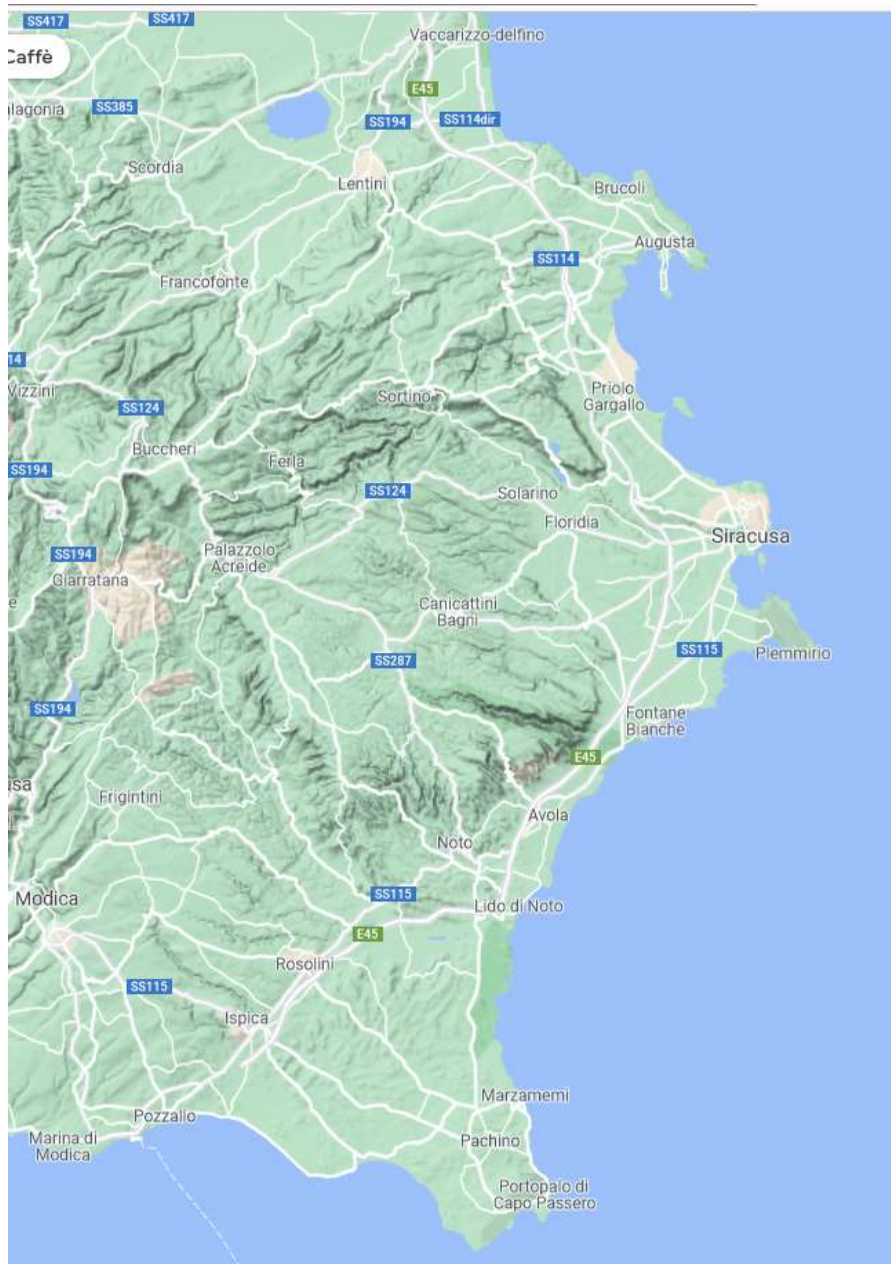 SS417
SS417
Vaccarizzo-delfino
Caffè
E45
lagonia
SS385
SS194
SS114dir
Scordia
Lentini
Brucoli
Augusta
SS114
Francofonte
14
Vizzini
Sortino
Priolo
Gargallo
SS124
Buccheri
Ferla
SS194
SS124
Solarino
Floridia
Siracusa
SS194
Palazzolo
Acreide
Giarratana
Canicattini
Bagni
e
SS287
SS115
Plemmirio
SS194
Fontane
Bianche
E45
usa
Frigintini
Avola
Noto
SS115
Modica
Lido di Noto
E45
Rosolini
SS115
Ispica
Marzamemi
Pozzallo
Marina di
Modica
Pachino
Portopalo di
Capo Passero